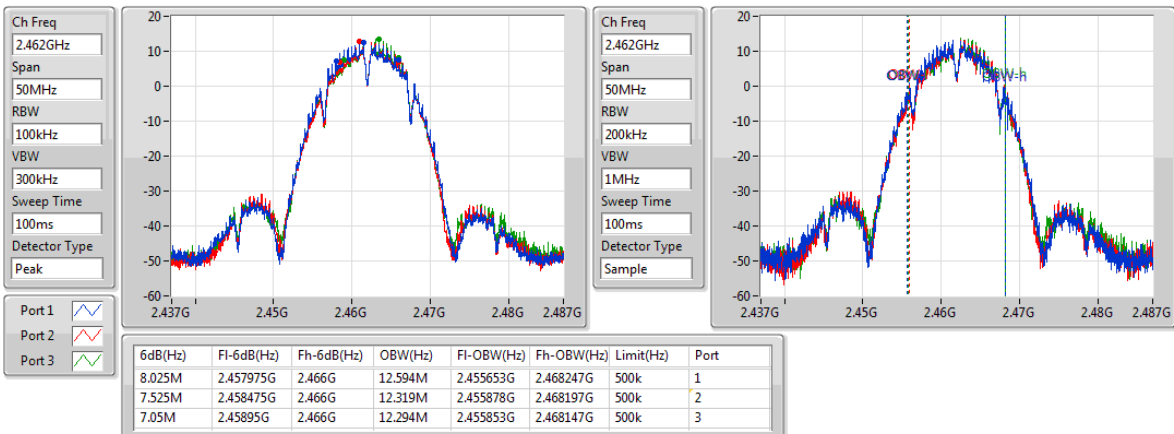 Ch Freq
2.462GHz
Span
50MHz
RBW
100kHz
VBW
300kHz
Sweep Time
100ms
Detector Type
Peak
Port 1
Port 2
Port 3
20
10
0
-10
-20
-30
-40
-50
-60
2.437G 2.45G 2.46G 2.47G 2.48G 2.487G
Ch Freq
2.462GHz
Span
50MHz
RBW
200kHz
VBW
1MHz
Sweep Time
100ms
Detector Type
Sample
20
10
0
-10
-20
-30
-40
-50
-60
OBW-h
2.437G 2.45G 2.46G 2.47G 2.48G 2.487G
6dB(Hz) Fl-6dB(Hz) Fh-6dB(Hz) OBW(Hz) Fl-OBW(Hz) Fh-OBW(Hz) Limit(Hz) Port
8.025M 2.457975G 2.466G 12.594M 2.455653G 2.468247G 500k 1
7.525M 2.458475G 2.466G 12.319M 2.455878G 2.468197G 500k 2
7.05M 2.45895G 2.466G 12.294M 2.455853G 2.468147G 500k 3